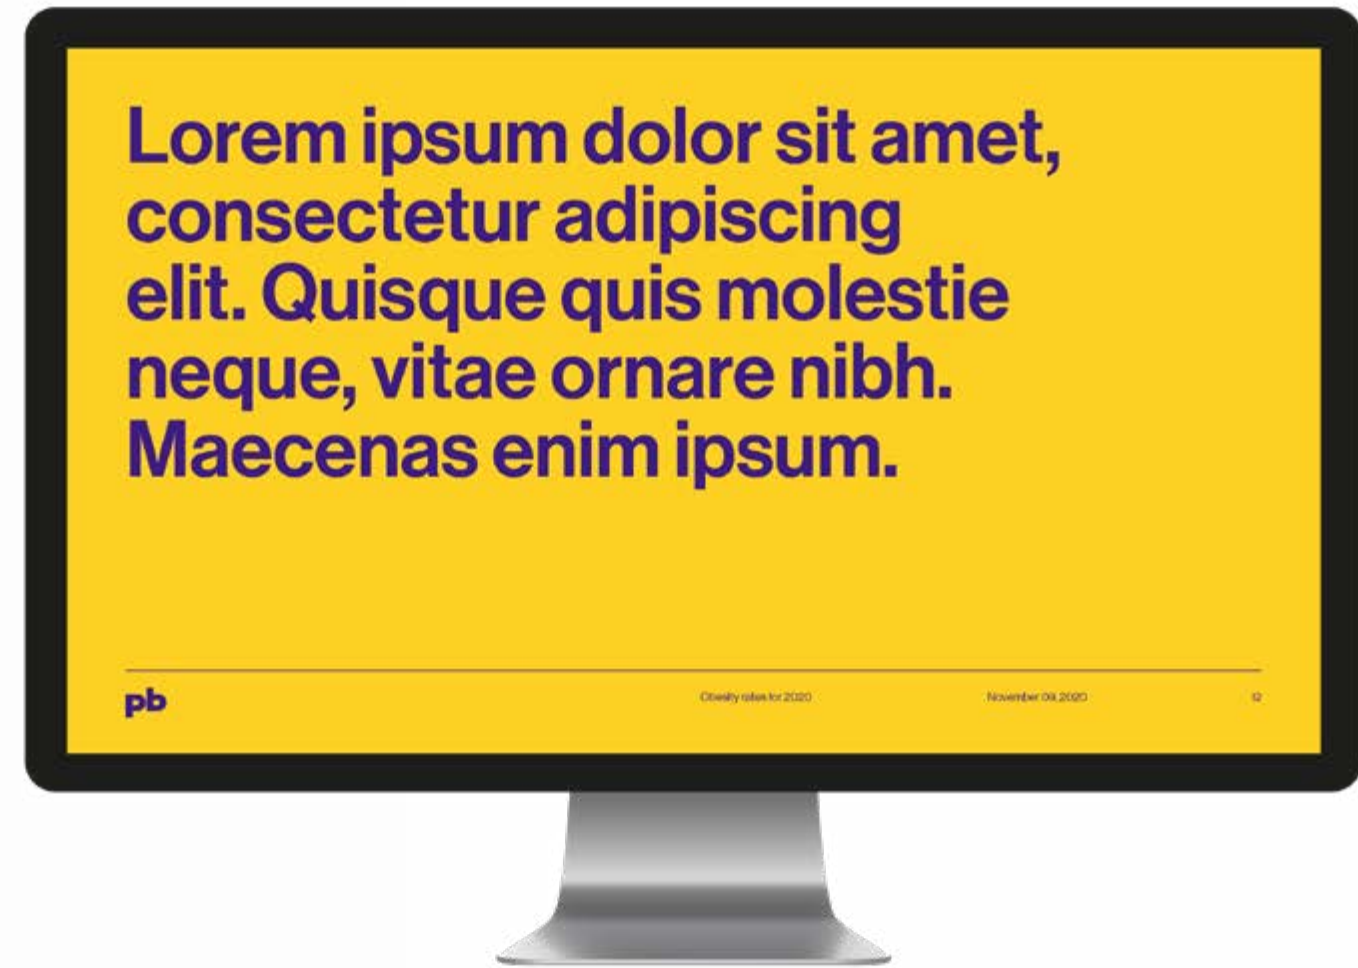 Lorem ipsum dolor sit amet,
consectetur adipiscing
elit. Quisque quis molestie
neque, vitae ornare nibh.
Maecenas enim ipsum.
pb
Obesity rates for 2020
November 09, 2020
12